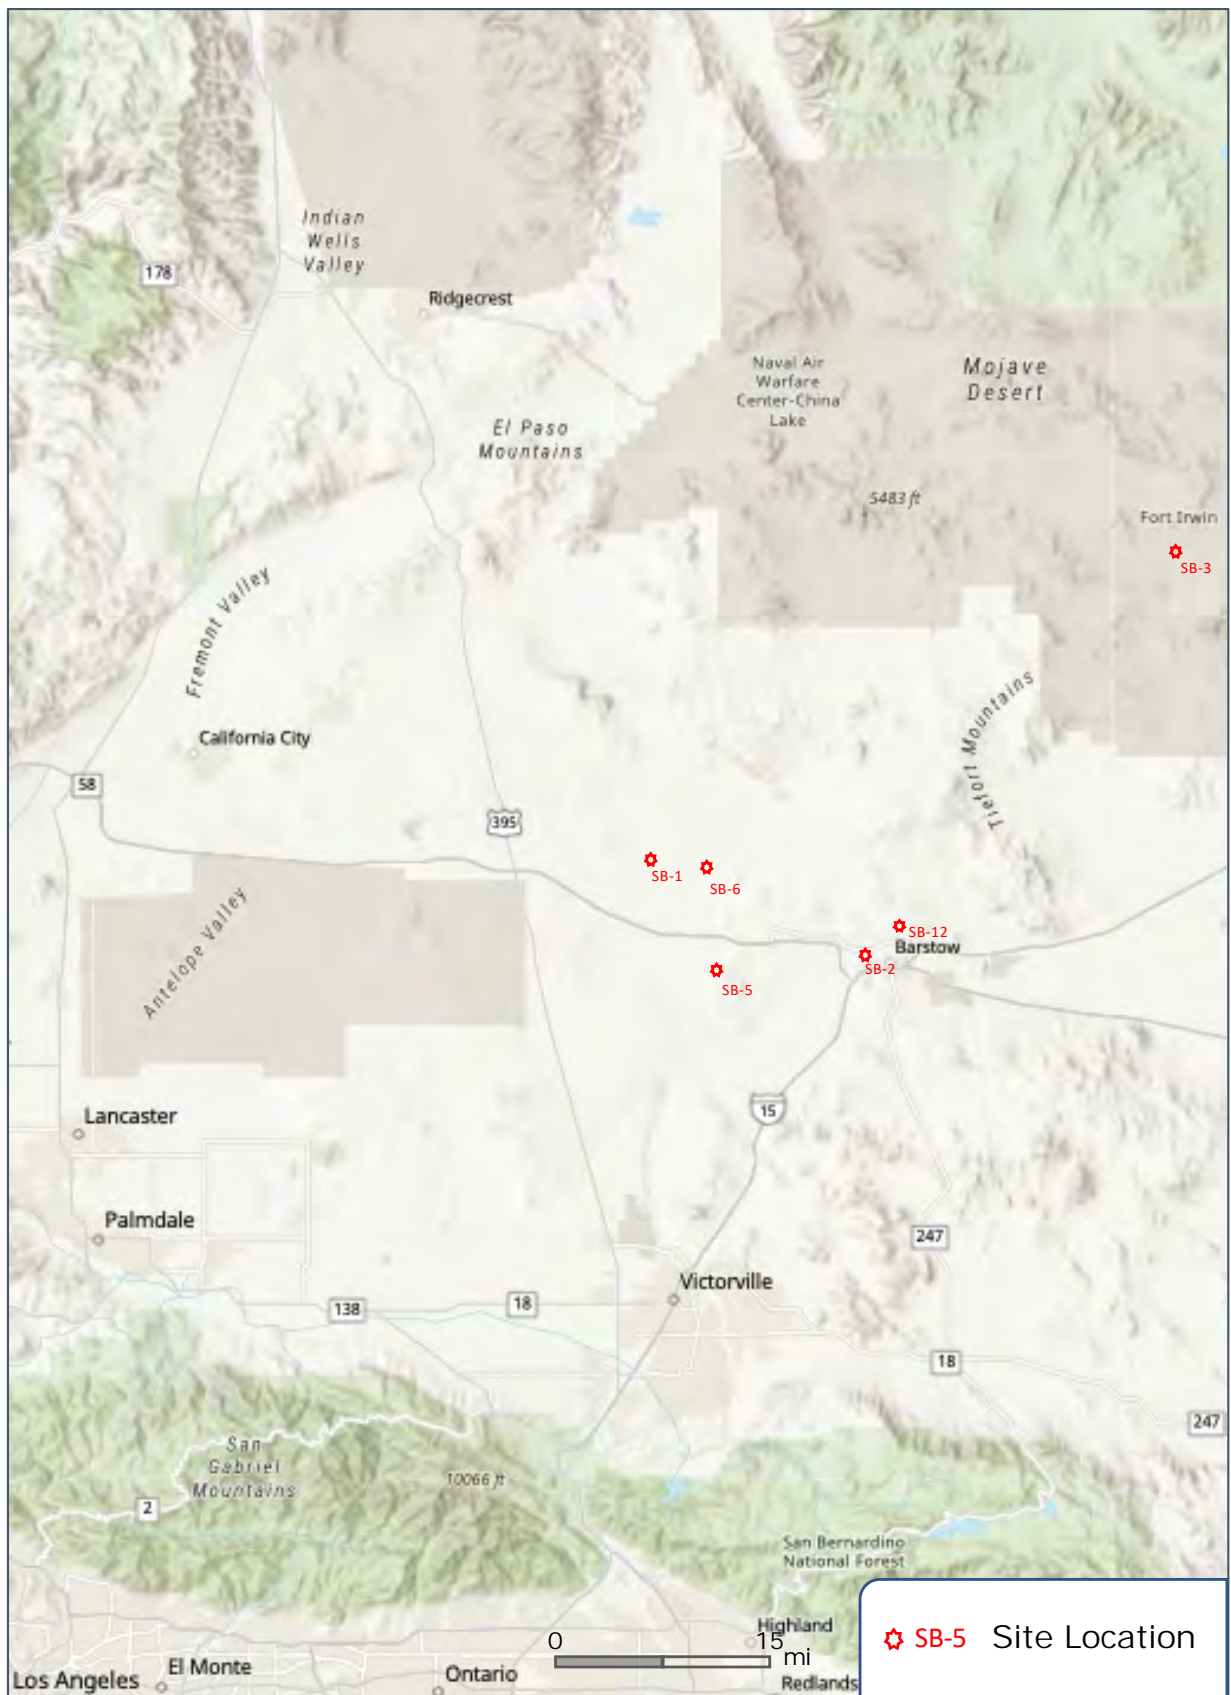 Indian
Wells
Valley
178
Ridgecrest
Naval Air
Warfare
Center-China
Lake
Mojave
Desert
El Paso
Mountains
5483 ft
Fort Irwin
SB-3
Fremont Valley
Tiefort Mountains
California City
58
395
SB-1
SB-6
Antelope Valley
SB-12
Barstow
SB-2
SB-5
15
Lancaster
Palmdale
247
Victorville
138
18
18
247
San
Gabriel
Mountains
10066 ft
2
San Bernardino
National Forest
Highland
0
15
mi
SB-5 Site Location
Los Angeles
El Monte
Ontario
Redlands